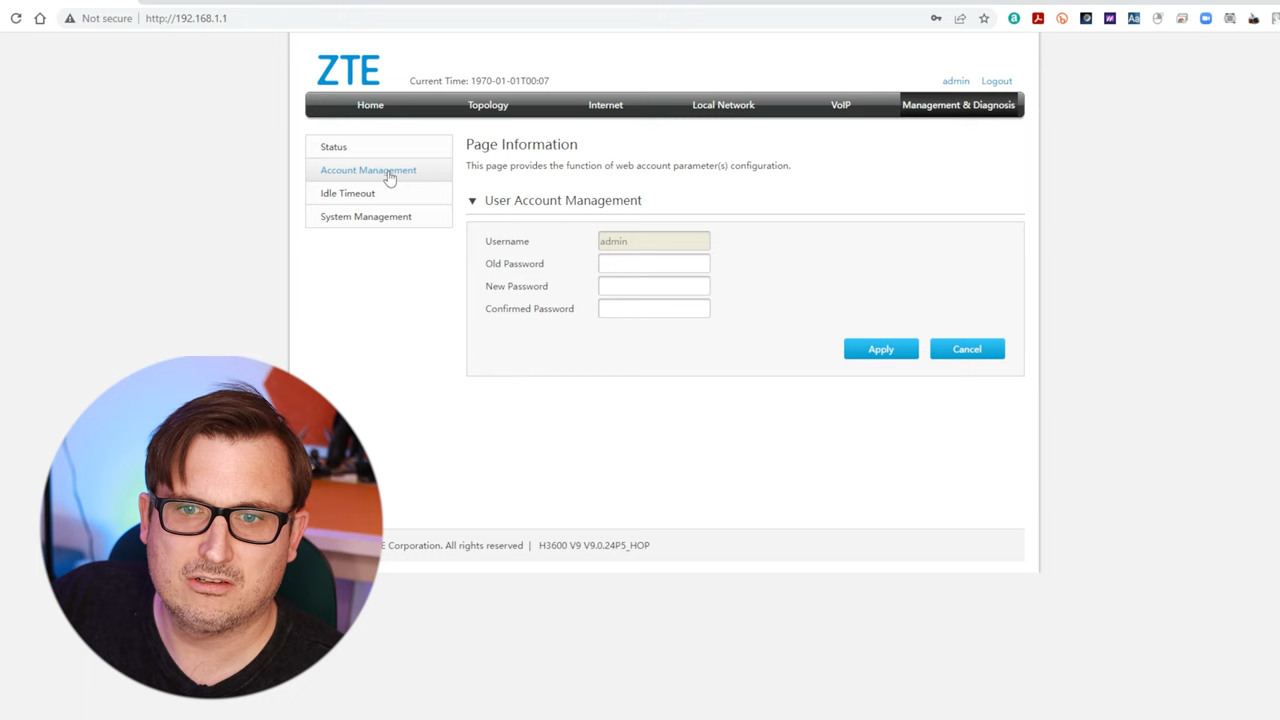 Not secure
http://192.168.1.1
a
Aa
ZTE
Current Time: 1970-01-01T00:07
admin
Logout
Home
Topology
Internet
Local Network
VoIP
Management & Diagnosis
Status
Account Management
Idle Timeout
System Management
Page Information
This page provides the function of web account parameter(s) configuration.
User Account Management
Username
admin
Old Password
New Password
Confirmed Password
Apply
Cancel
E Corporation. All rights reserved | H3600 V9 V9.0.24P5_HOP